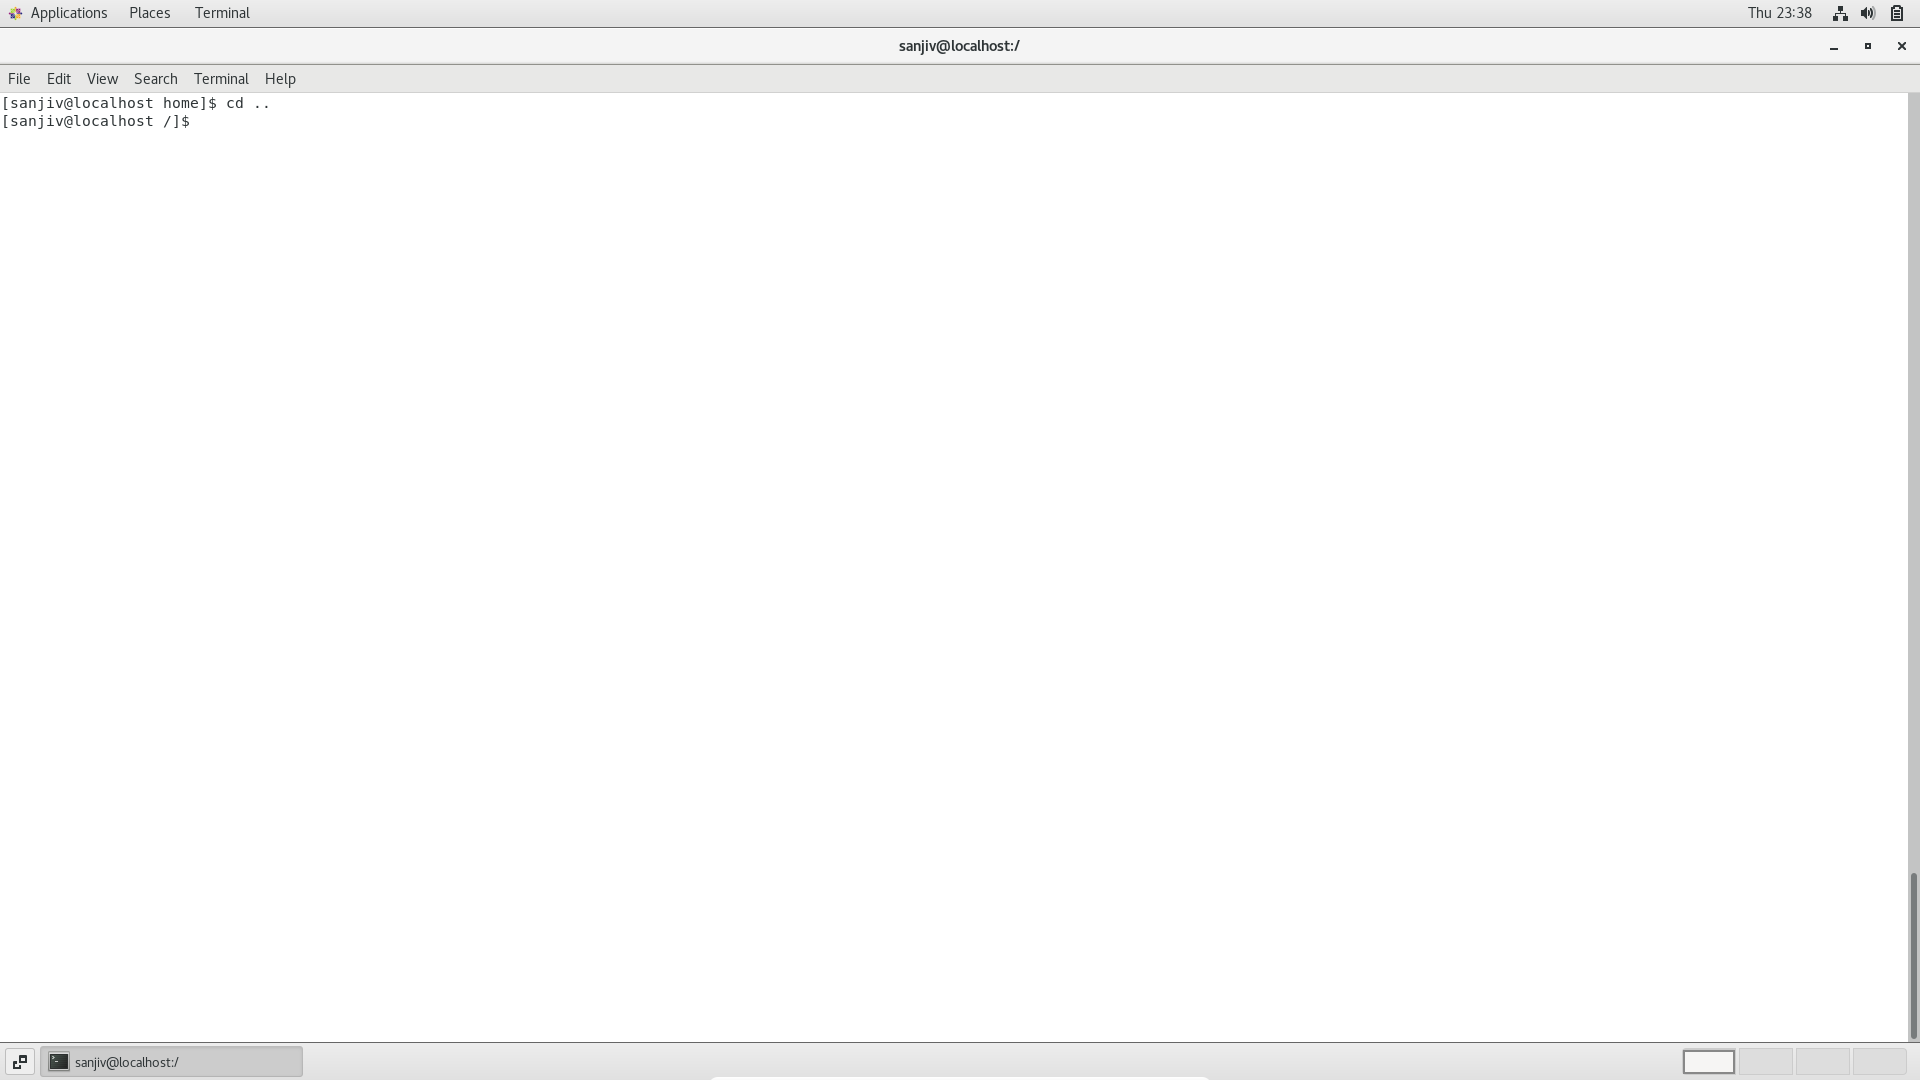 Applications Places Terminal Thu 23:38
sanjiv@localhost:/
File Edit View Search Terminal Help
[sanjiv@localhost home]$ cd ..
[sanjiv@localhost /]$
sanjiv@localhost:/